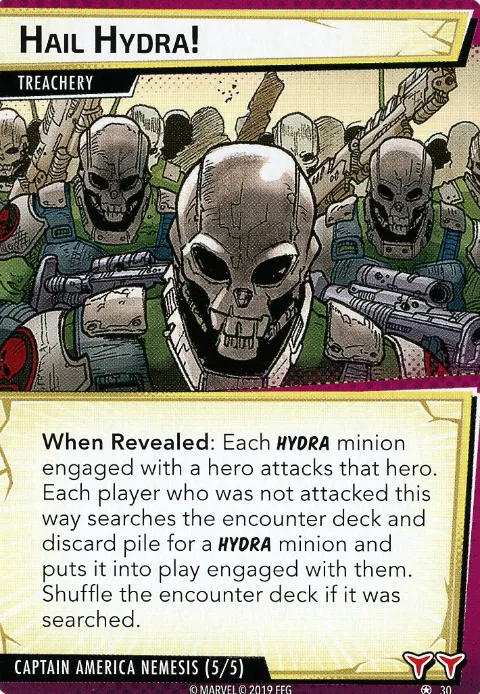 HAIL HYDRA!
TREACHERY
When Revealed: Each HYDRA minion
engaged with a hero attacks that hero.
Each player who was not attacked this
way searches the encounter deck and
discard pile for a HYDRA minion and
puts it into play engaged with them.
Shuffle the encounter deck if it was
searched.
CAPTAIN AMERICA NEMESIS (5/5)
© MARVEL © 2019 FFG
30